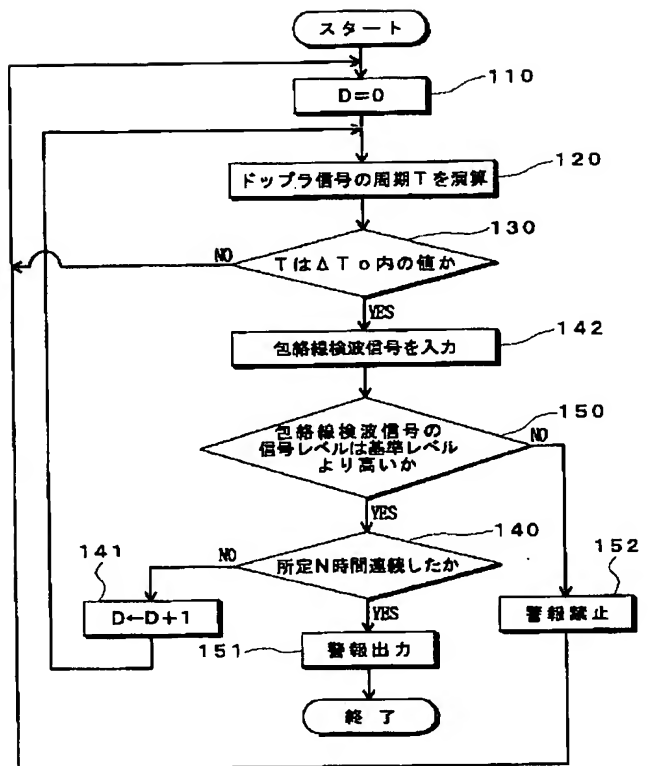 スタート
110
D=0
120
ドップラ信号の周期Tを演算
130
NO
TはΔTo内の値か
YES
142
包絡線検波信号を入力
150
包絡線検波信号の
信号レベルは基準レベル
より高いか
NO
YES
140
141
NO
所定N時間連続したか
152
D←D+1
YES
警報禁止
151
警報出力
終了